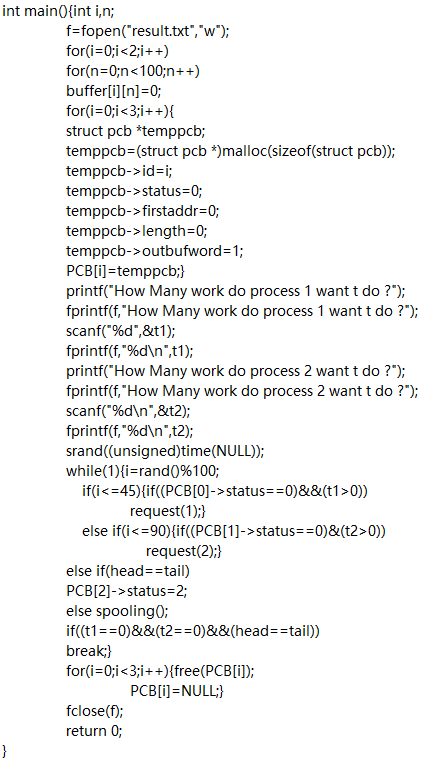 int main(){int i,n;
f=fopen("result.txt","w");
for(i=0;i<2;i++)
for(n=0;n<100;n++)
buffer[i][n]=0;
for(i=0;i<3;i++){
struct pcb *temppcb;
temppcb=(struct pcb *)malloc(sizeof(struct pcb));
temppcb->id=i;
temppcb->status=0;
temppcb->firstaddr=0;
temppcb->length=0;
temppcb->outbufword=1;
PCB[i]=temppcb;}
printf("How Many work do process 1 want t do ?");
fprintf(f,"How Many work do process 1 want t do ?");
scanf("%d",&t1);
fprintf(f,"%d\n",t1);
printf("How Many work do process 2 want t do ?");
fprintf(f,"How Many work do process 2 want t do ?");
scanf("%d\n",&t2);
fprintf(f,"%d\n",t2);
srand((unsigned)time(NULL));
while(1){i=rand()%100;
if(i<=45){if((PCB[0]->status==0)&&(t1>0))
request(1);}
else if(i<=90){if((PCB[1]->status==0)&(t2>0))
request(2);}
else if(head==tail)
PCB[2]->status=2;
else spooling();
if((t1==0)&&(t2==0)&&(head==tail))
break;}
for(i=0;i<3;i++){free(PCB[i]);
PCB[i]=NULL;}
fclose(f);
return 0;
}